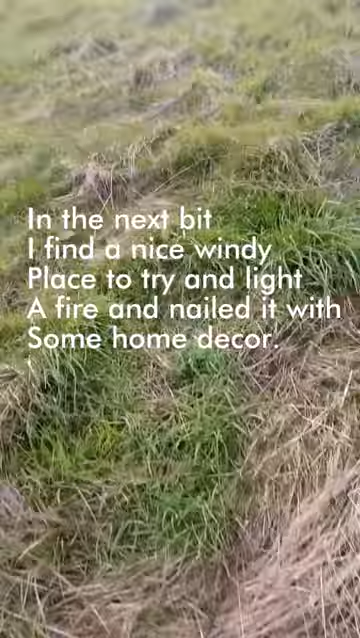 In the next bit
I find a nice windy
Place to try and light
A fire and nailed it with
Some home decor.